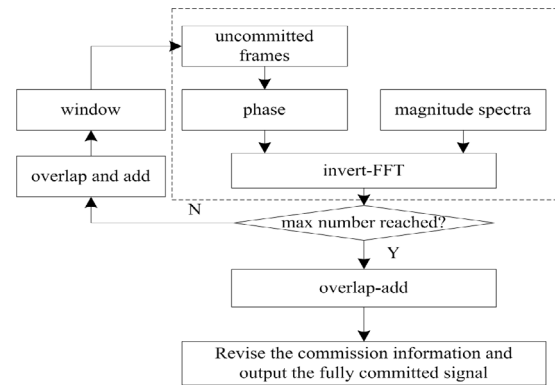 uncommitted
frames
window
phase
magnitude spectra
overlap and add
invert-FFT
N
max number reached?
Y
overlap-add
Revise the commission information and
output the fully committed signal